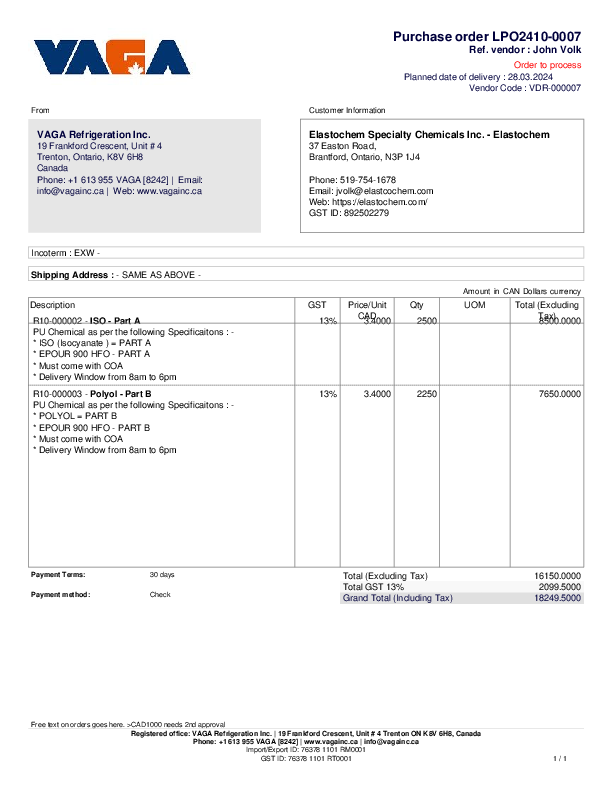 VAGA
Purchase order LPO2410-0007
Ref. vendor : John Volk
Order to process
Planned date of delivery : 28.03.2024
Vendor Code : VDR-000007
From
Customer Information
VAGA Refrigeration Inc.
19 Frankford Crescent, Unit # 4
Trenton, Ontario, K8V 6H8
Canada
Phone: +1 613 955 VAGA [8242] | Email:
info@vagainc.ca | Web: www.vagainc.ca
Elastochem Specialty Chemicals Inc. - Elastochem
37 Easton Road,
Brantford, Ontario, N3P 1J4
Phone: 519-754-1678
Email: jvolk@elastcochem.com
Web: https://elastochem.com/
GST ID: 892502279
Incoterm : EXW -
Shipping Address : - SAME AS ABOVE -
Amount in CAN Dollars currency
Description GST Price/Unit CAD Qty UOM Total (Excluding Tax)
R10-000002 - ISO - Part A 13% 3.4000 2500 8500.0000
PU Chemical as per the following Specificaitons : -
* ISO (Isocyanate ) = PART A
* EPOUR 900 HFO - PART A
* Must come with COA
* Delivery Window from 8am to 6pm
R10-000003 - Polyol - Part B 13% 3.4000 2250 7650.0000
PU Chemical as per the following Specificaitons : -
* POLYOL = PART B
* EPOUR 900 HFO - PART B
* Must come with COA
* Delivery Window from 8am to 6pm
Payment Terms: 30 days
Payment method: Check
Total (Excluding Tax) 16150.0000
Total GST 13% 2099.5000
Grand Total (Including Tax) 18249.5000
Free text on orders goes here. >CAD1000 needs 2nd approval
Registered office: VAGA Refrigeration Inc. | 19 Frankford Crescent, Unit # 4 Trenton ON K8V 6H8, Canada
Phone: +1 613 955 VAGA [8242] | www.vagainc.ca | info@vagainc.ca
Import/Export ID: 76378 1101 RM0001
GST ID: 76378 1101 RT0001
1 / 1